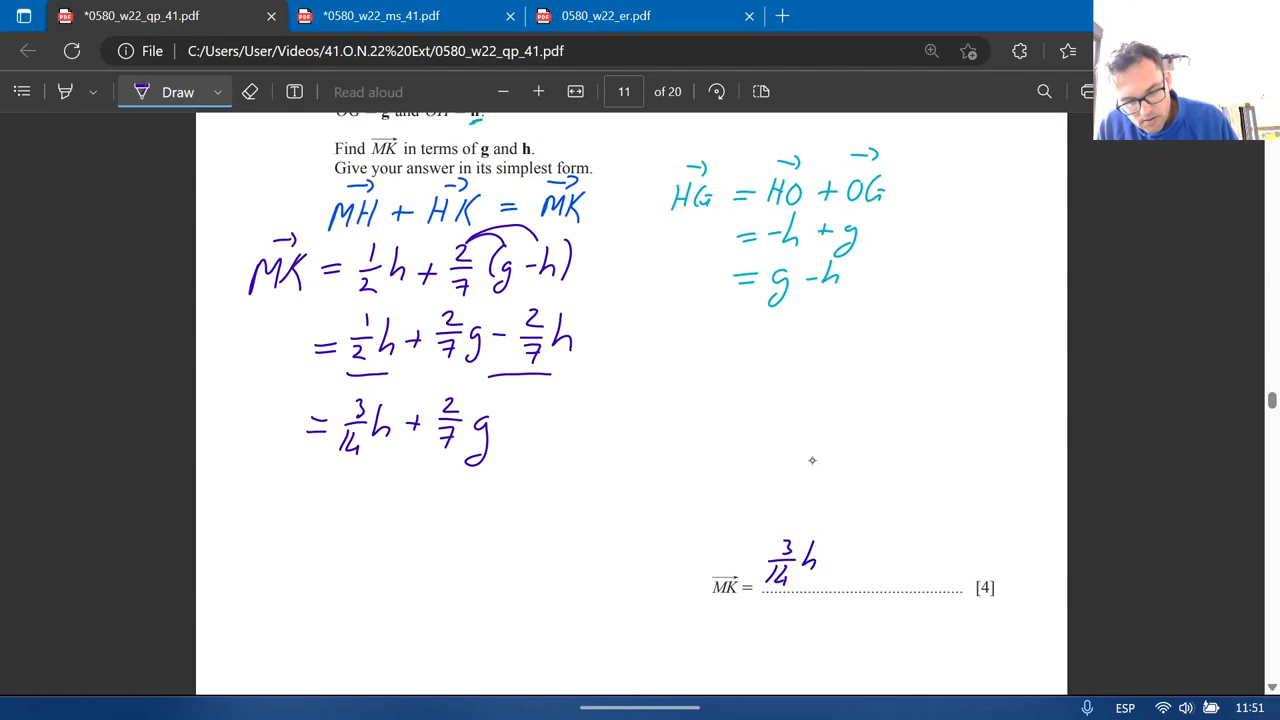 *0580_w22_qp_41.pdf
*0580_w22_ms_41.pdf
0580_w22_er.pdf
File C:/Users/User/Videos/41.O.N.22%20Ext/0580_w22_qp_41.pdf
Draw
Read aloud
11 of 20
OG = g and OH = h.
Find MK in terms of g and h.
Give your answer in its simplest form.
MH + HK = MK
MK = 1/2 h + 2/7 (g - h)
= 1/2 h + 2/7 g - 2/7 h
= 3/14 h + 2/7 g
HG = HO + OG
= -h + g
= g - h
3/14 h
MK = .................................................. [4]
ESP
11:51